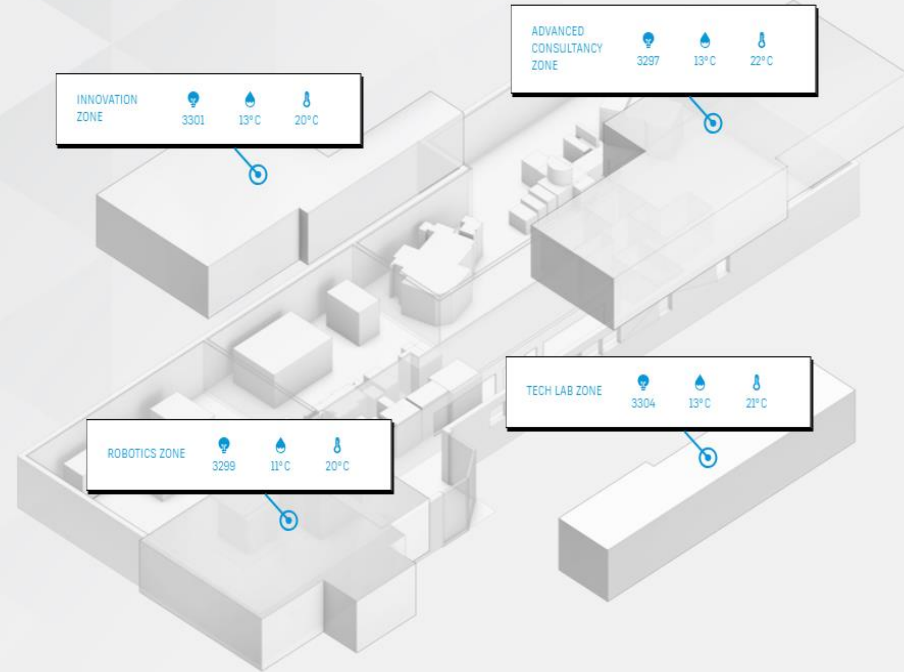 ADVANCED
CONSULTANCY
ZONE
3297 13°C 22°C
INNOVATION
ZONE
3301 13°C 20°C
TECH LAB ZONE
3304 13°C 21°C
ROBOTICS ZONE
3299 11°C 20°C